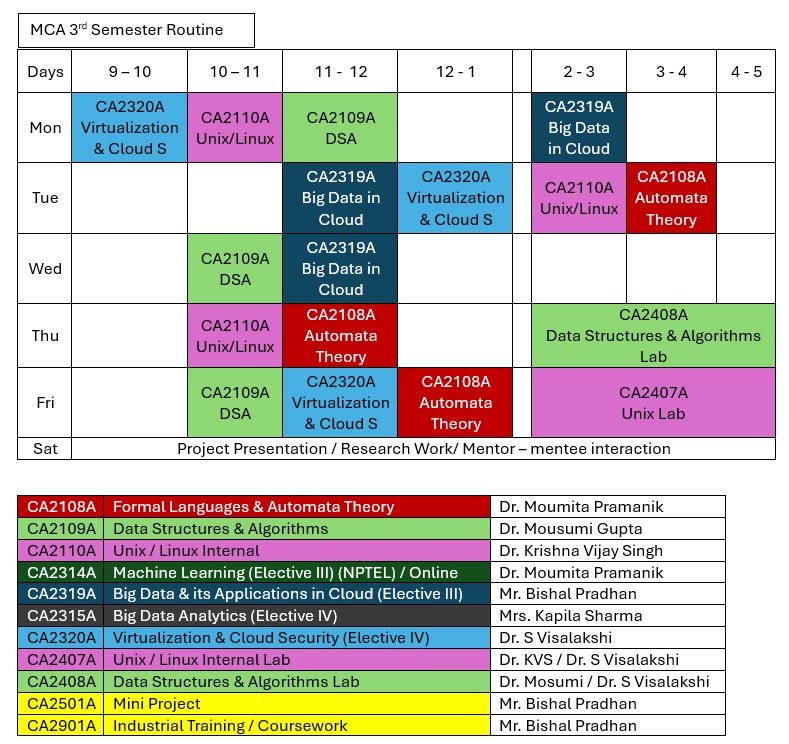 MCA 3rd Semester Routine
Days 9 – 10 10 – 11 11 - 12 12 - 1 2 - 3 3 - 4 4 - 5
Mon
CA2320A
Virtualization
& Cloud S
CA2110A
Unix/Linux
CA2109A
DSA
CA2319A
Big Data
in Cloud
Tue
CA2319A
Big Data in
Cloud
CA2320A
Virtualization
& Cloud S
CA2110A
Unix/Linux
CA2108A
Automata
Theory
Wed
CA2109A
DSA
CA2319A
Big Data in
Cloud
Thu
CA2110A
Unix/Linux
CA2108A
Automata
Theory
CA2408A
Data Structures & Algorithms
Lab
Fri
CA2109A
DSA
CA2320A
Virtualization
& Cloud S
CA2108A
Automata
Theory
CA2407A
Unix Lab
Sat Project Presentation / Research Work/ Mentor – mentee interaction
CA2108A Formal Languages & Automata Theory Dr. Moumita Pramanik
CA2109A Data Structures & Algorithms Dr. Mousumi Gupta
CA2110A Unix / Linux Internal Dr. Krishna Vijay Singh
CA2314A Machine Learning (Elective III) (NPTEL) / Online Dr. Moumita Pramanik
CA2319A Big Data & its Applications in Cloud (Elective III) Mr. Bishal Pradhan
CA2315A Big Data Analytics (Elective IV) Mrs. Kapila Sharma
CA2320A Virtualization & Cloud Security (Elective IV) Dr. S Visalakshi
CA2407A Unix / Linux Internal Lab Dr. KVS / Dr. S Visalakshi
CA2408A Data Structures & Algorithms Lab Dr. Mosumi / Dr. S Visalakshi
CA2501A Mini Project Mr. Bishal Pradhan
CA2901A Industrial Training / Coursework Mr. Bishal Pradhan